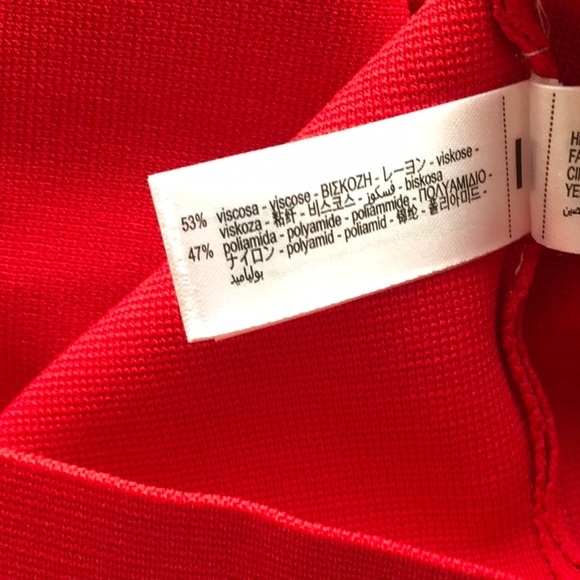 53% viscosa - viscose - ΒΙΣΚΟΖΗ - レーヨン - viskose -
viskoza - 粘纤 - 비스코스 - فسكوز - biskosa
47% poliamida - polyamide - poliammide - ΠΟΛΥΑΜΙΔΙΟ -
ナイロン - polyamid - poliamid - 锦纶 - 폴리아미드 -
بولياميد